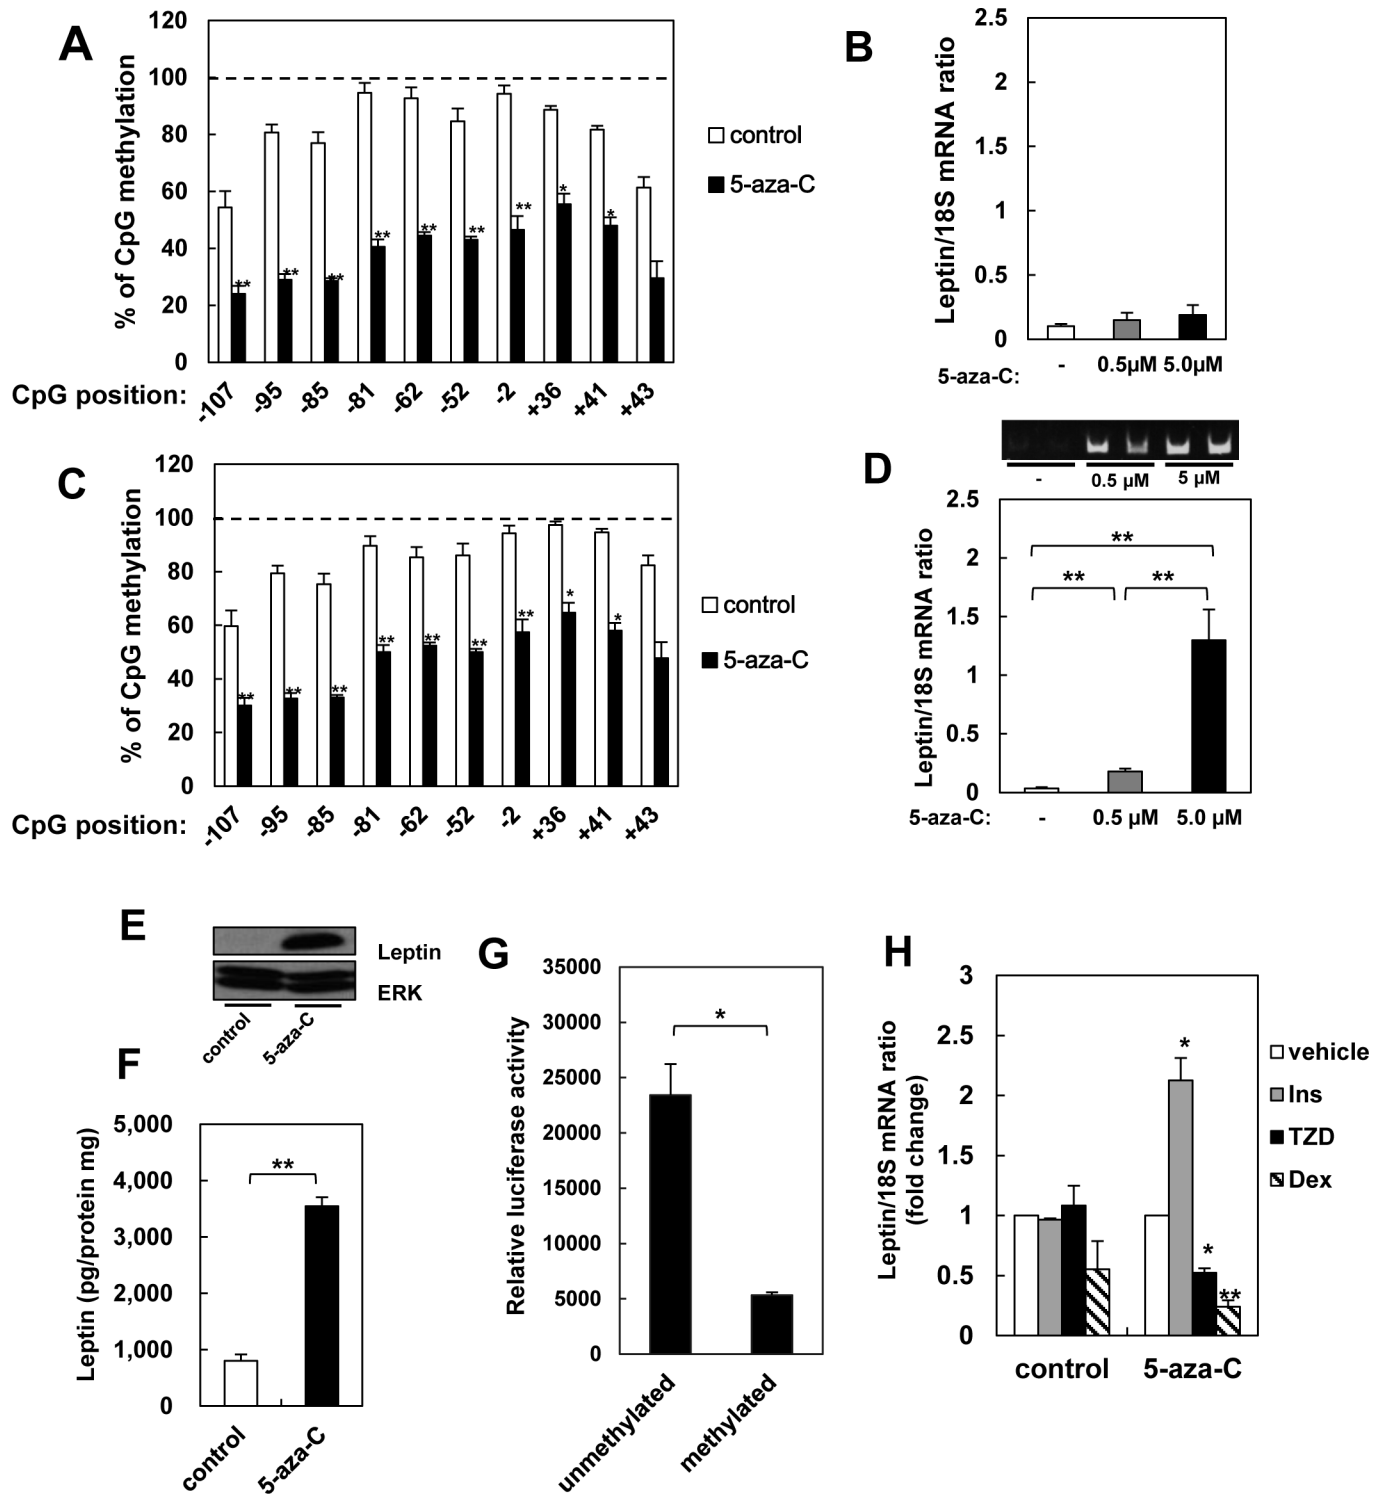 A
120
100
80
60
40
20
0
% of CpG methylation
** ** ** ** ** ** ** * *
control
5-aza-C
CpG position: -107 -95 -85 -81 -62 -52 -2 +36 +41 +43
B
2.5
2
1.5
1
0.5
0
Leptin/18S mRNA ratio
5-aza-C: - 0.5μM 5.0μM
C
120
100
80
60
40
20
0
% of CpG methylation
** ** ** ** ** ** ** * *
control
5-aza-C
CpG position: -107 -95 -85 -81 -62 -52 -2 +36 +41 +43
D
- 0.5 μM 5 μM
2.5
2
1.5
1
0.5
0
Leptin/18S mRNA ratio
**
** **
5-aza-C: - 0.5 μM 5.0 μM
E
Leptin
ERK
control 5-aza-C
F
5,000
4,000
3,000
2,000
1,000
0
Leptin (pg/protein mg)
**
control 5-aza-C
G
35000
30000
25000
20000
15000
10000
5000
0
Relative luciferase activity
*
unmethylated methylated
H
3
2.5
2
1.5
1
0.5
0
Leptin/18S mRNA ratio
(fold change)
*
*
**
vehicle
Ins
TZD
Dex
control 5-aza-C